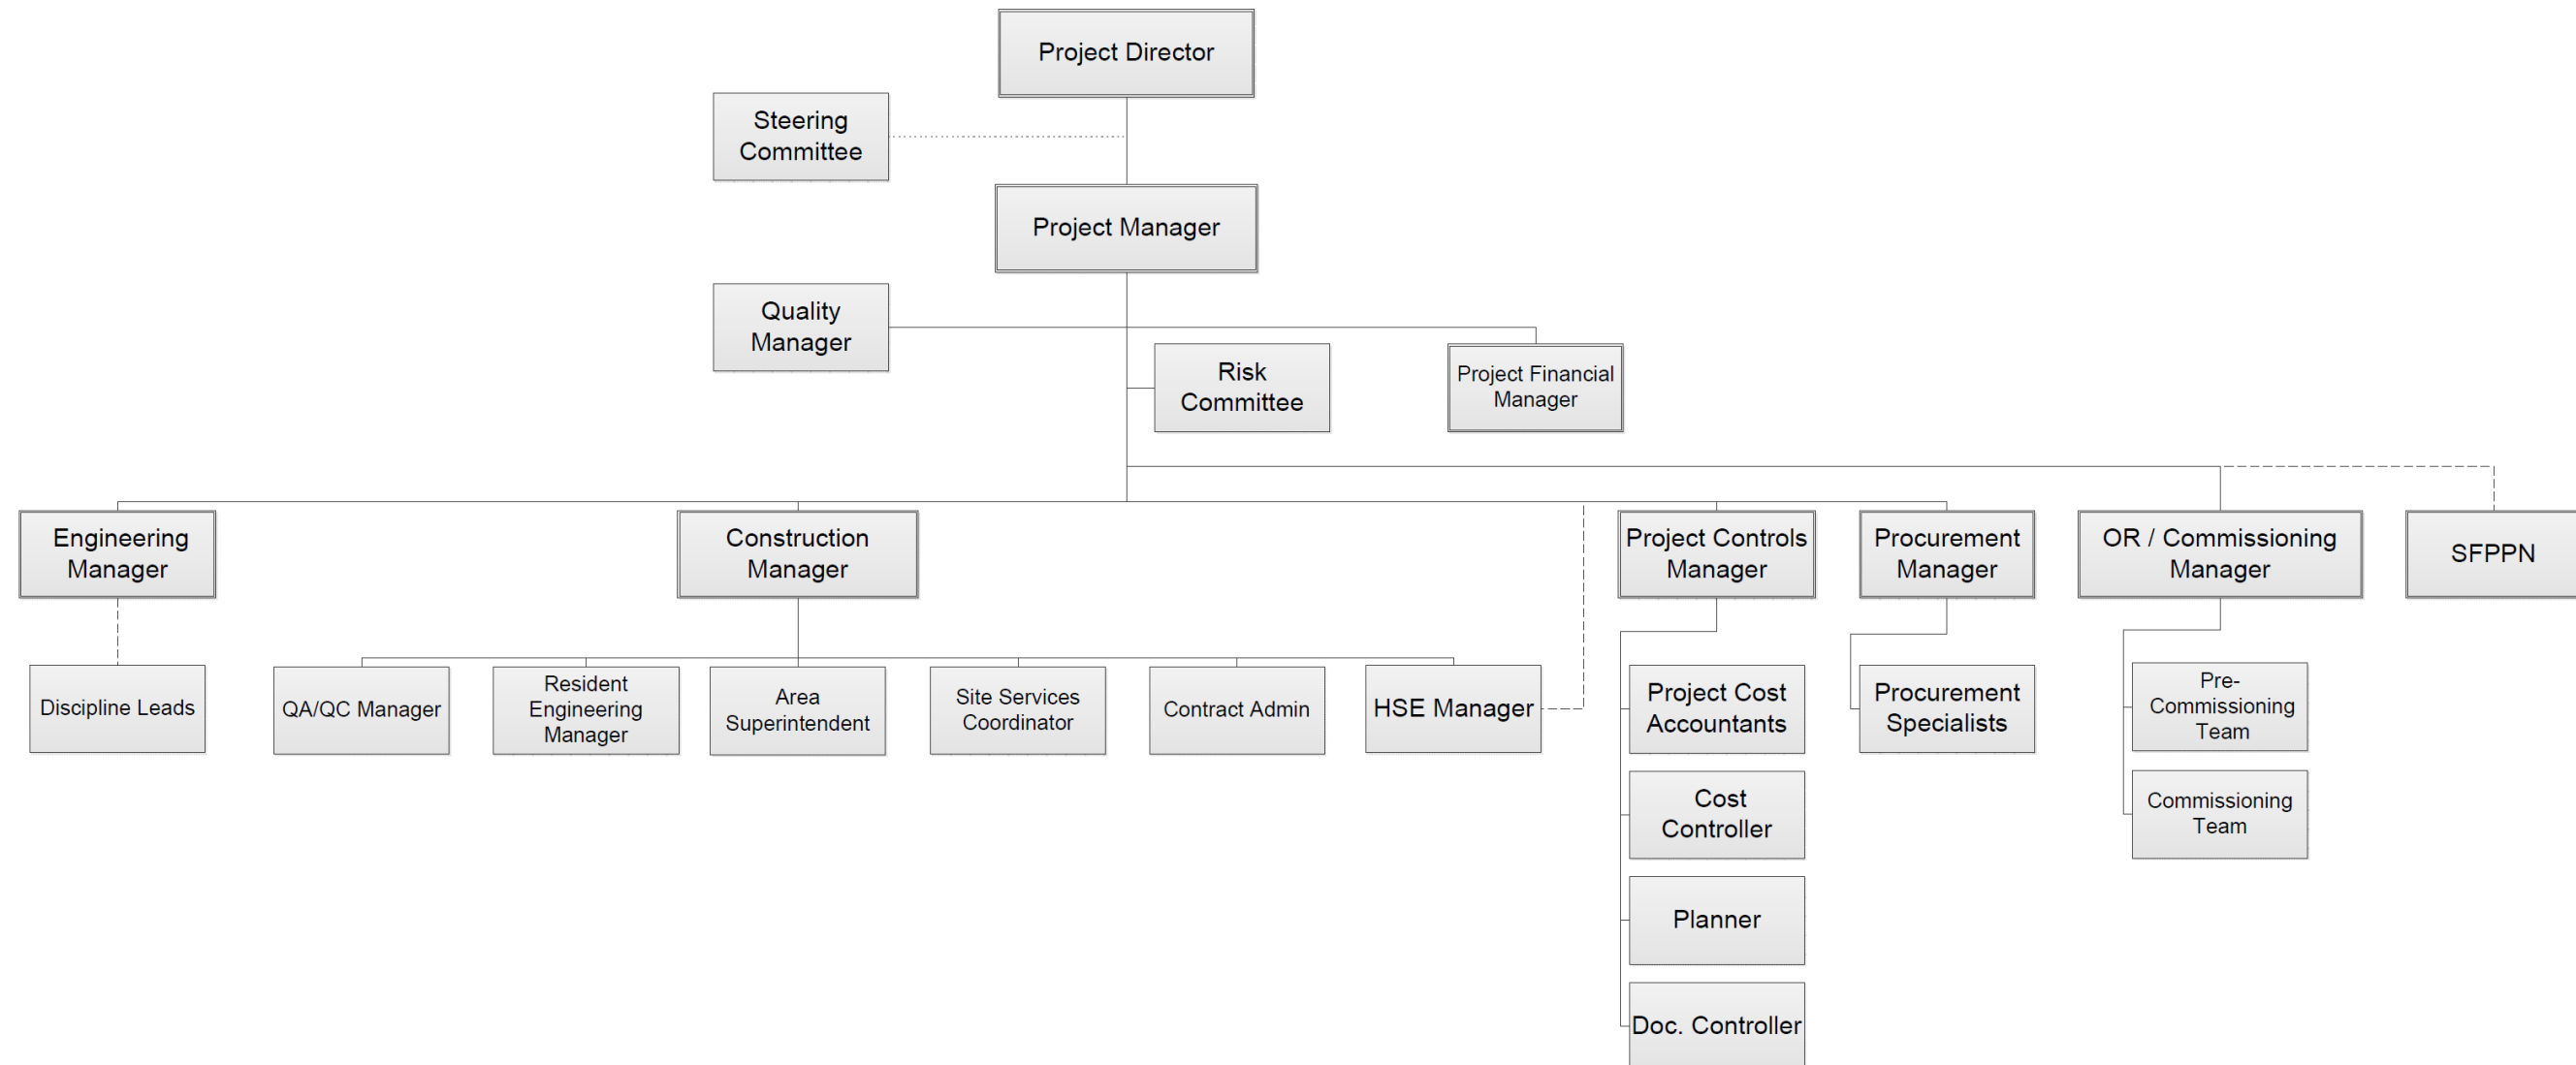 Project Director
Steering
Committee
Project Manager
Quality
Manager
Risk
Committee
Project Financial
Manager
Engineering
Manager
Construction
Manager
Project Controls
Manager
Procurement
Manager
OR / Commissioning
Manager
SFPPN
Discipline Leads
QA/QC Manager
Resident
Engineering
Manager
Area
Superintendent
Site Services
Coordinator
Contract Admin
HSE Manager
Project Cost
Accountants
Procurement
Specialists
Pre-
Commissioning
Team
Cost
Controller
Commissioning
Team
Planner
Doc. Controller